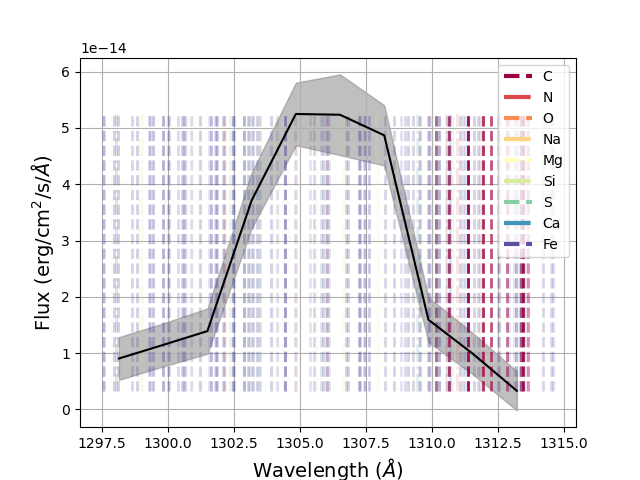 1e−14
6
5
4
3
2
1
0
Flux (erg/cm²/s/Å)
C
N
O
Na
Mg
Si
S
Ca
Fe
1297.5 1300.0 1302.5 1305.0 1307.5 1310.0 1312.5 1315.0
Wavelength (Å)